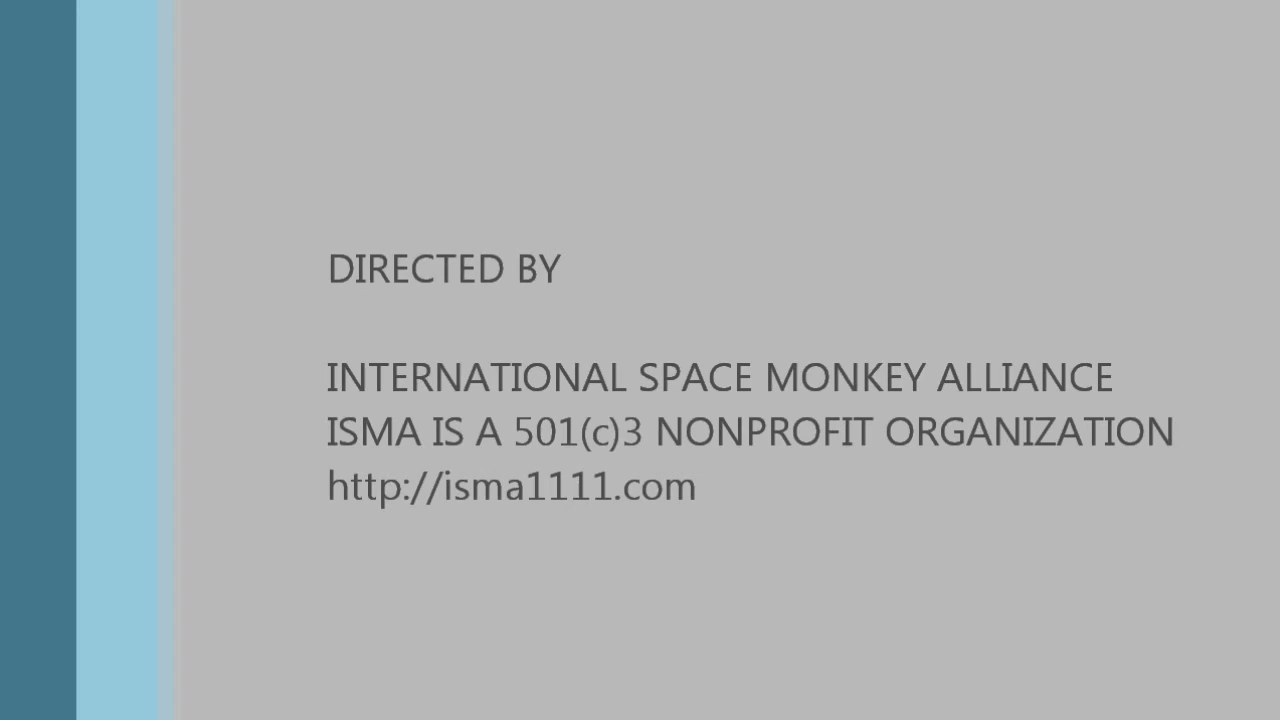 DIRECTED BY
INTERNATIONAL SPACE MONKEY ALLIANCE
ISMA IS A 501(c)3 NONPROFIT ORGANIZATION
http://isma1111.com